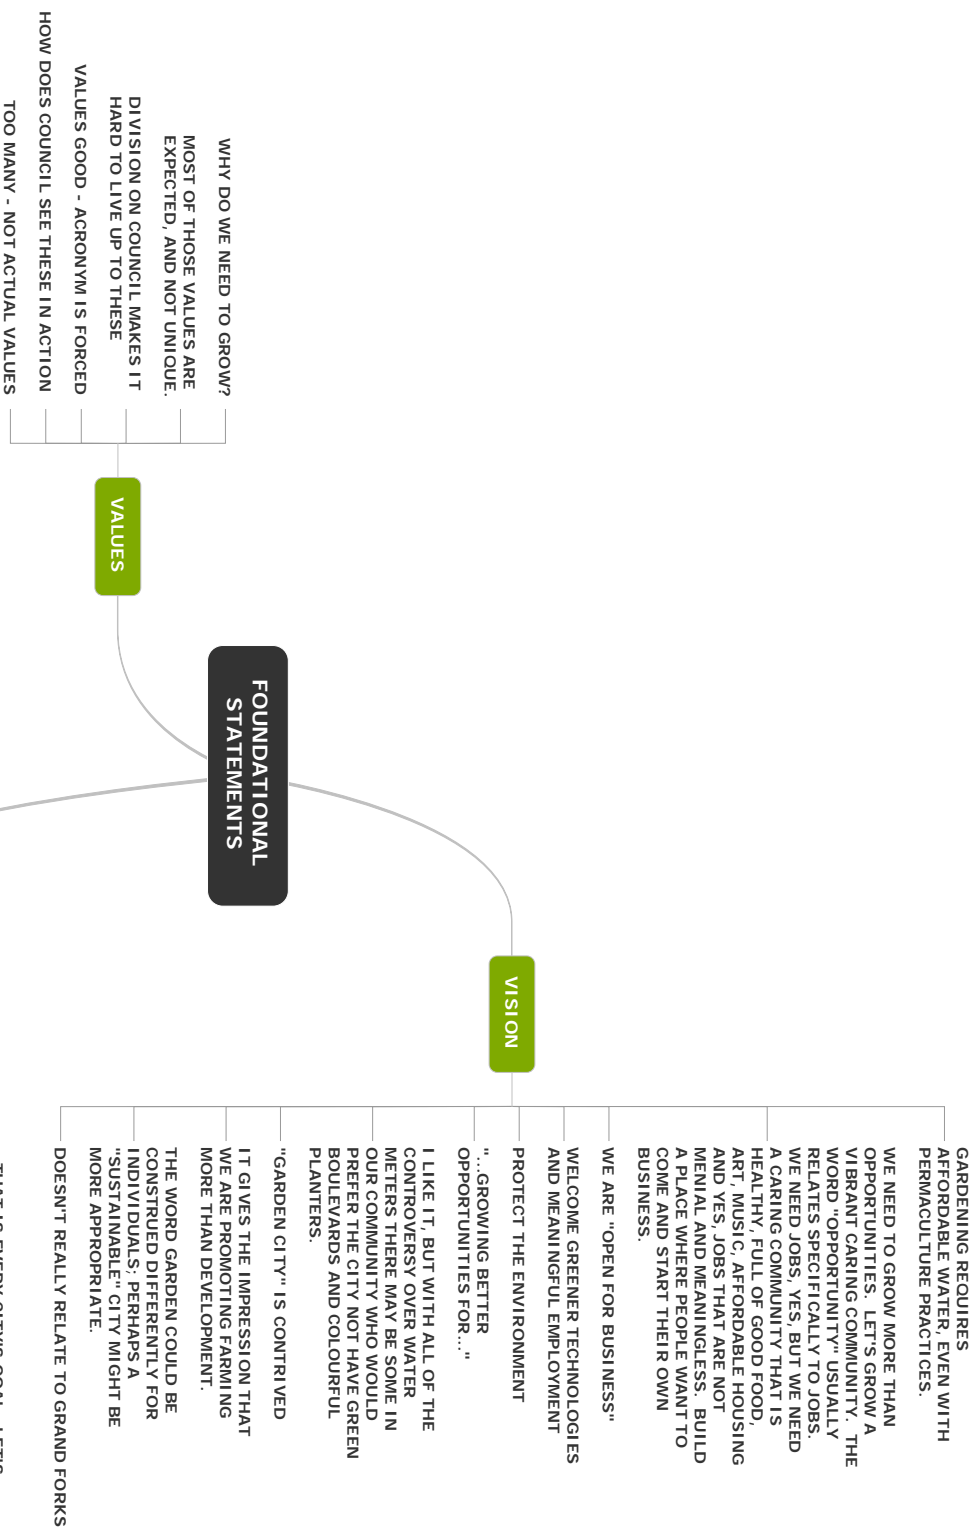 FOUNDATIONAL
STATEMENTS
VISION
GARDENING REQUIRES
AFFORDABLE WATER, EVEN WITH
PERMACULTURE PRACTICES.
WE NEED TO GROW MORE THAN
OPPORTUNITIES. LET'S GROW A
VIBRANT CARING COMMUNITY. THE
WORD "OPPORTUNITY" USUALLY
RELATES SPECIFICALLY TO JOBS.
WE NEED JOBS, YES, BUT WE NEED
A CARING COMMUNITY THAT IS
HEALTHY, FULL OF GOOD FOOD,
ART, MUSIC, AFFORDABLE HOUSING
AND YES, JOBS THAT ARE NOT
MENIAL AND MEANINGLESS. BUILD
A PLACE WHERE PEOPLE WANT TO
COME AND START THEIR OWN
BUSINESS.
WE ARE "OPEN FOR BUSINESS"
WELCOME GREENER TECHNOLOGIES
AND MEANINGFUL EMPLOYMENT
PROTECT THE ENVIRONMENT
"...GROWING BETTER
OPPORTUNITIES FOR..."
I LIKE IT, BUT WITH ALL OF THE
CONTROVERSY OVER WATER
METERS THERE MAY BE SOME IN
OUR COMMUNITY WHO WOULD
PREFER THE CITY NOT HAVE GREEN
BOULEVARDS AND COLOURFUL
PLANTERS.
"GARDEN CITY" IS CONTRIVED
IT GIVES THE IMPRESSION THAT
WE ARE PROMOTING FARMING
MORE THAN DEVELOPMENT.
THE WORD GARDEN COULD BE
CONSTRUED DIFFERENTLY FOR
INDIVIDUALS; PERHAPS A
"SUSTAINABLE" CITY MIGHT BE
MORE APPROPRIATE.
DOESN'T REALLY RELATE TO GRAND FORKS
THAT IS EVERY CITY'S GOAL LET'S
VALUES
WHY DO WE NEED TO GROW?
MOST OF THOSE VALUES ARE
EXPECTED, AND NOT UNIQUE.
DIVISION ON COUNCIL MAKES IT
HARD TO LIVE UP TO THESE
VALUES GOOD - ACRONYM IS FORCED
HOW DOES COUNCIL SEE THESE IN ACTION
TOO MANY - NOT ACTUAL VALUES